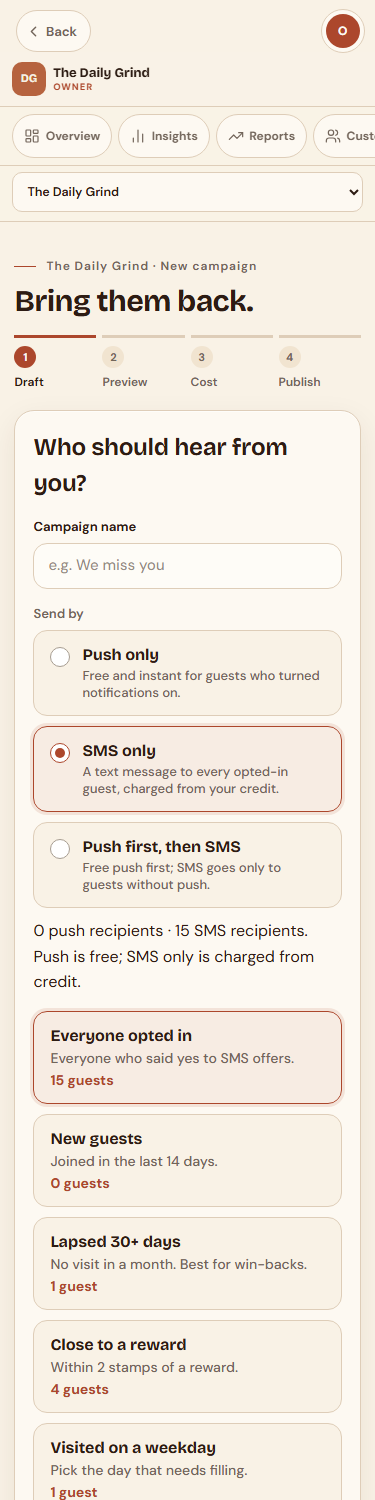 Back
O
DG
The Daily Grind
OWNER
Overview
Insights
Reports
The Daily Grind
The Daily Grind · New campaign
Bring them back.
1
2
3
4
Draft
Preview
Cost
Publish
Who should hear from
you?
Campaign name
e.g. We miss you
Send by
Push only
Free and instant for guests who turned
notifications on.
SMS only
A text message to every opted-in
guest, charged from your credit.
Push first, then SMS
Free push first; SMS goes only to
guests without push.
0 push recipients · 15 SMS recipients.
Push is free; SMS only is charged from
credit.
Everyone opted in
Everyone who said yes to SMS offers.
15 guests
New guests
Joined in the last 14 days.
0 guests
Lapsed 30+ days
No visit in a month. Best for win-backs.
1 guest
Close to a reward
Within 2 stamps of a reward.
4 guests
Visited on a weekday
Pick the day that needs filling.
1 guest